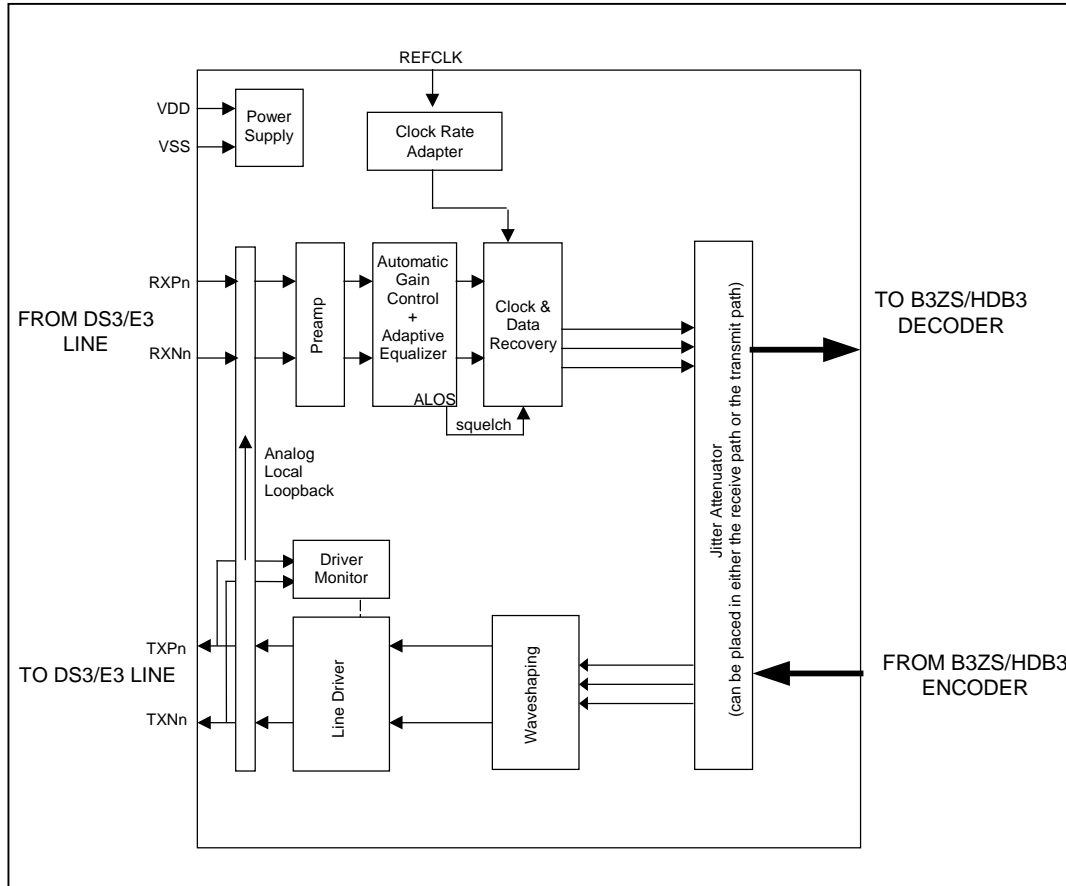 REFCLK
VDD
VSS
Power
Supply
Clock Rate
Adapter
RXPn
FROM DS3/E3
LINE
RXNn
Preamp
Automatic
Gain
Control
+
Adaptive
Equalizer
ALOS
squelch
Clock &
Data
Recovery
Jitter Attenuator
(can be placed in either the receive path or the transmit path)
TO B3ZS/HDB3
DECODER
Analog
Local
Loopback
Driver
Monitor
TXPn
TO DS3/E3 LINE
TXNn
Line Driver
Waveshaping
FROM B3ZS/HDB3
ENCODER